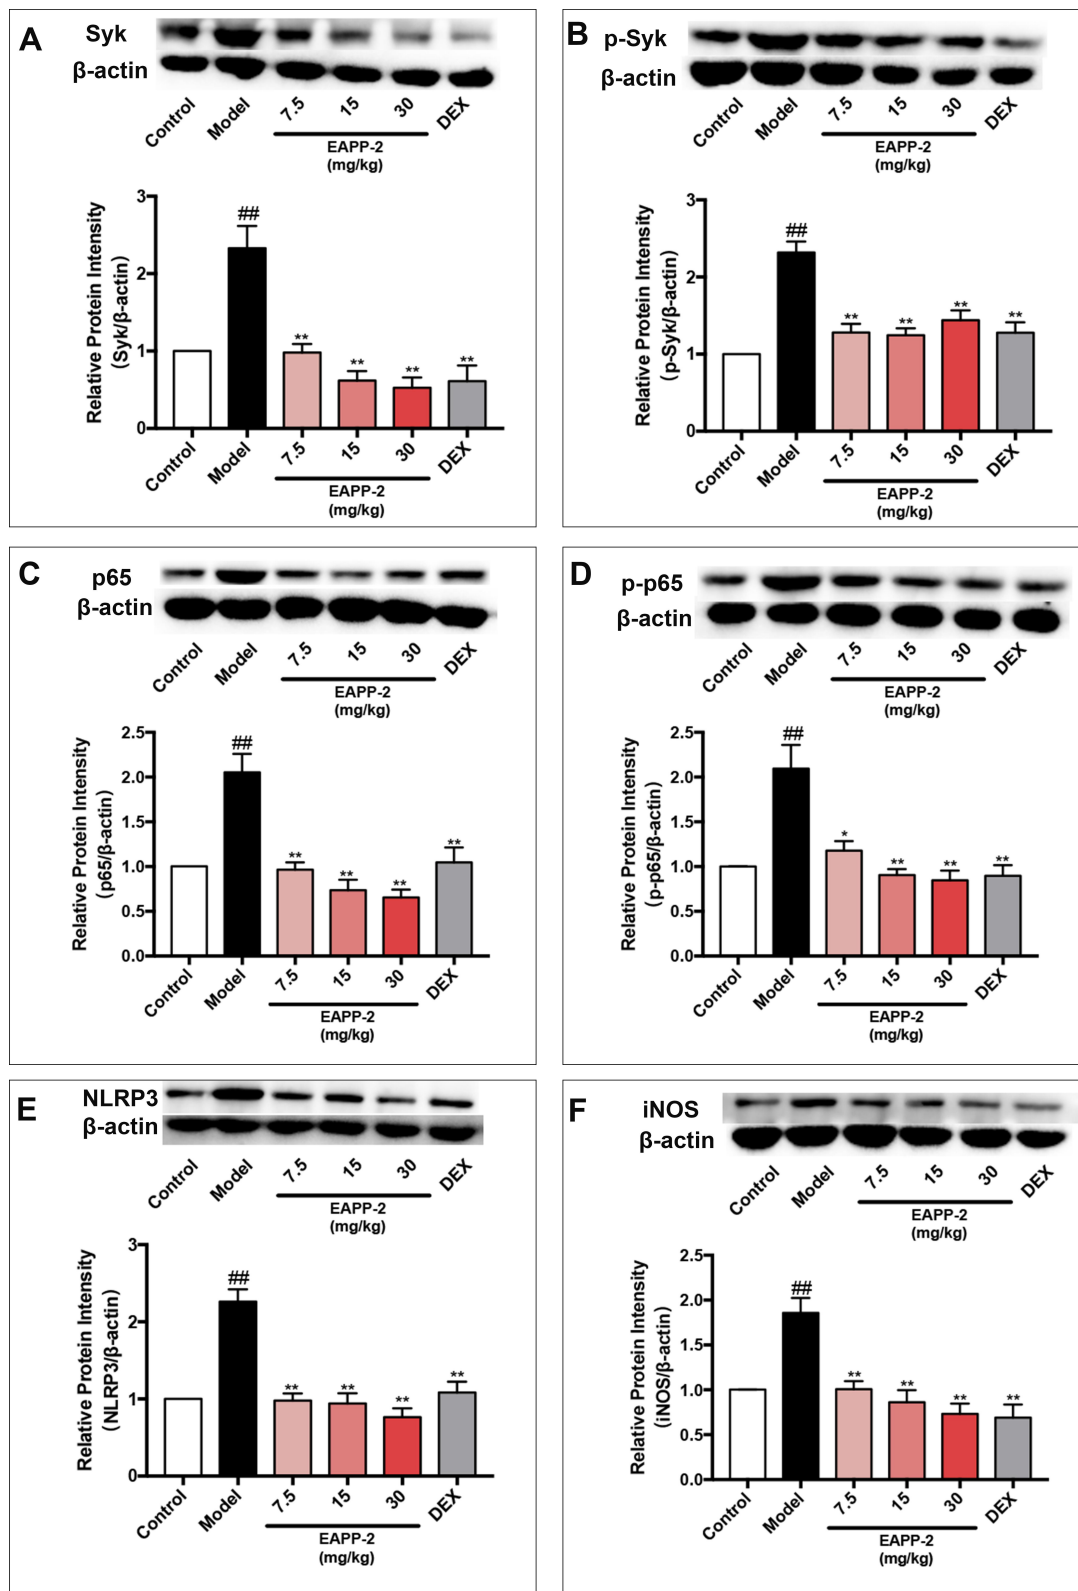 A
Syk
β-actin
Control Model 7.5 15 30 DEX
EAPP-2
(mg/kg)
Relative Protein Intensity
(Syk/β-actin)
3
2
1
0
##
**
**
**
**
Control Model 7.5 15 30 DEX
EAPP-2
(mg/kg)
B
p-Syk
β-actin
Control Model 7.5 15 30 DEX
EAPP-2
(mg/kg)
Relative Protein Intensity
(p-Syk/β-actin)
3
2
1
0
##
**
**
**
**
Control Model 7.5 15 30 DEX
EAPP-2
(mg/kg)
C
p65
β-actin
Control Model 7.5 15 30 DEX
EAPP-2
(mg/kg)
Relative Protein Intensity
(p65/β-actin)
2.5
2.0
1.5
1.0
0.5
0.0
##
**
**
**
**
Control Model 7.5 15 30 DEX
EAPP-2
(mg/kg)
D
p-p65
β-actin
Control Model 7.5 15 30 DEX
EAPP-2
(mg/kg)
Relative Protein Intensity
(p-p65/β-actin)
2.5
2.0
1.5
1.0
0.5
0.0
##
*
**
**
**
Control Model 7.5 15 30 DEX
EAPP-2
(mg/kg)
E
NLRP3
β-actin
Control Model 7.5 15 30 DEX
EAPP-2
(mg/kg)
Relative Protein Intensity
(NLRP3/β-actin)
3
2
1
0
##
**
**
**
**
Control Model 7.5 15 30 DEX
EAPP-2
(mg/kg)
F
iNOS
β-actin
Control Model 7.5 15 30 DEX
EAPP-2
(mg/kg)
Relative Protein Intensity
(iNOS/β-actin)
2.5
2.0
1.5
1.0
0.5
0.0
##
**
**
**
**
Control Model 7.5 15 30 DEX
EAPP-2
(mg/kg)